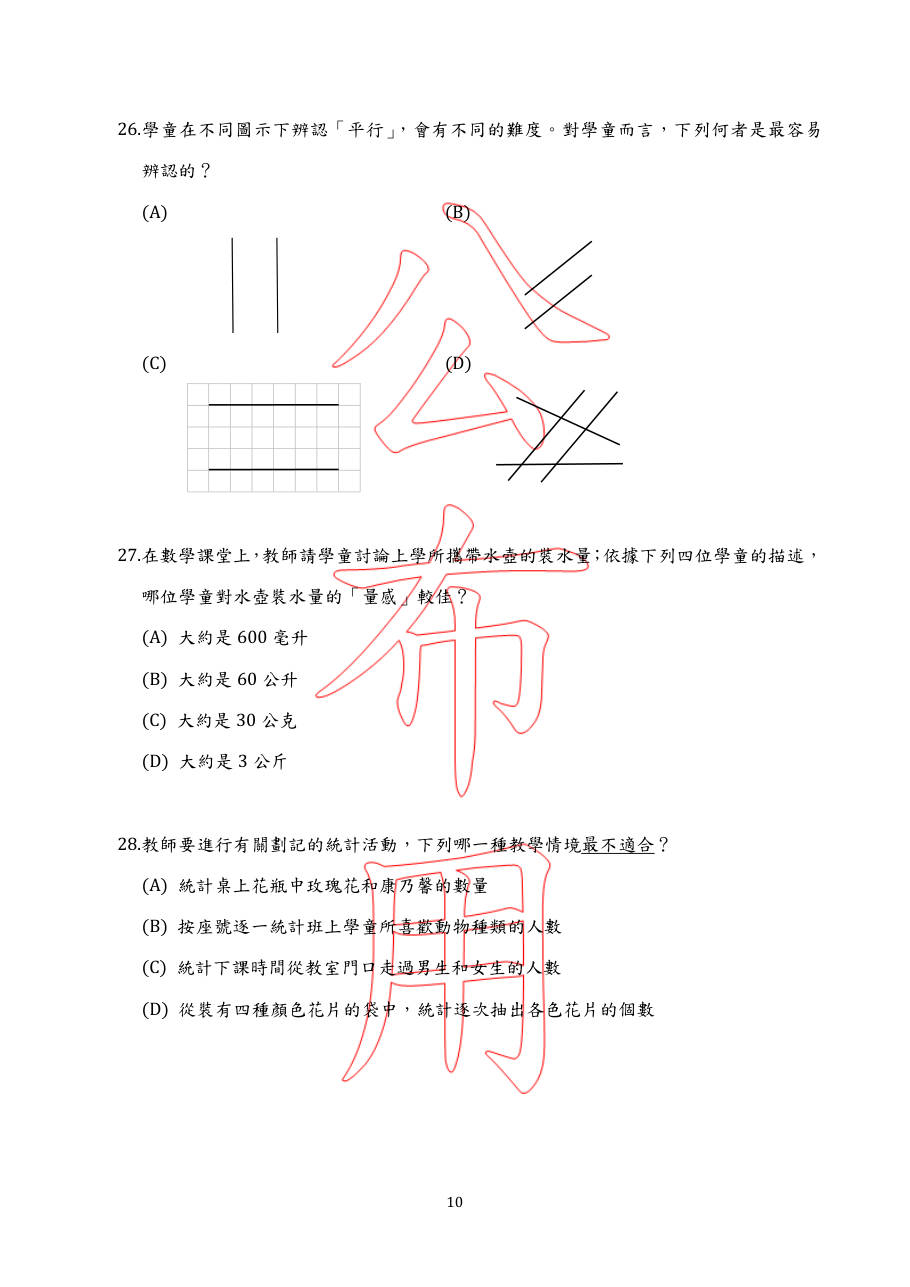 26.學童在不同圖示下辨認「平行」，會有不同的難度。對學童而言，下列何者是最容易
辨認的？
(A) (B)
(C) (D)
27.在數學課堂上，教師請學童討論上學所攜帶水壺的裝水量；依據下列四位學童的描述，
哪位學童對水壺裝水量的「量感」較佳？
(A) 大約是 600 毫升
(B) 大約是 60 公升
(C) 大約是 30 公克
(D) 大約是 3 公斤
28.教師要進行有關劃記的統計活動，下列哪一種教學情境最不適合？
(A) 統計桌上花瓶中玫瑰花和康乃馨的數量
(B) 按座號逐一統計班上學童所喜歡動物種類的人數
(C) 統計下課時間從教室門口走過男生和女生的人數
(D) 從裝有四種顏色花片的袋中，統計逐次抽出各色花片的個數
公布用
10